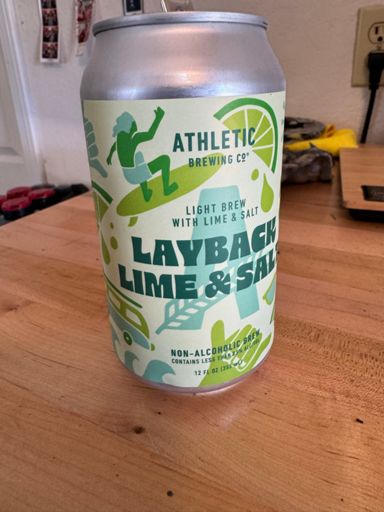 ATHLETIC
BREWING CO
LIGHT BREW
WITH LIME & SALT
LAYBACK
LIME & SAL
NON-ALCOHOLIC BREW
CONTAINS LESS THAN
12 FL OZ